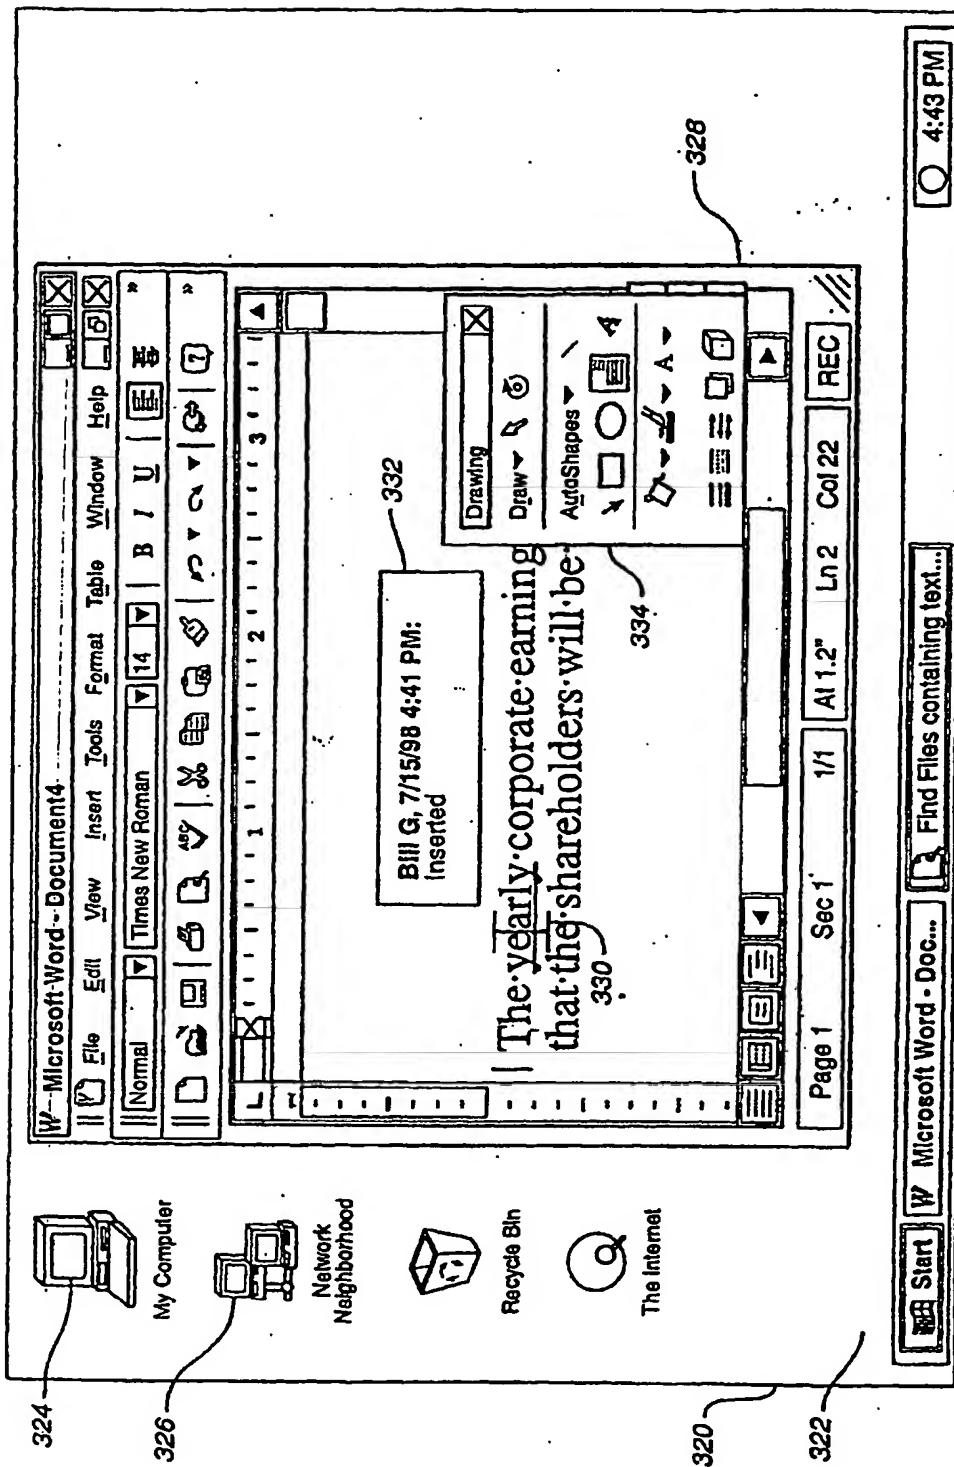 324
326
320
322
My Computer
Network
Neighborhood
Recycle Bin
The Internet
W Microsoft Word - Document4
File Edit View Insert Tools Format Table Window Help
Normal Times New Roman 14 B I U »
ABC ? »
L 1 2 3
332
Bill G, 7/15/98 4:41 PM:
Inserted
The·yearly·corporate·earning
that·the·shareholders·will·be·
330
334
328
Drawing
Draw
AutoShapes
A
A
Page 1 Sec 1 1/1 At 1.2" Ln 2 Col 22 REC
Start W Microsoft Word - Doc... Find Files containing text... 4:43 PM